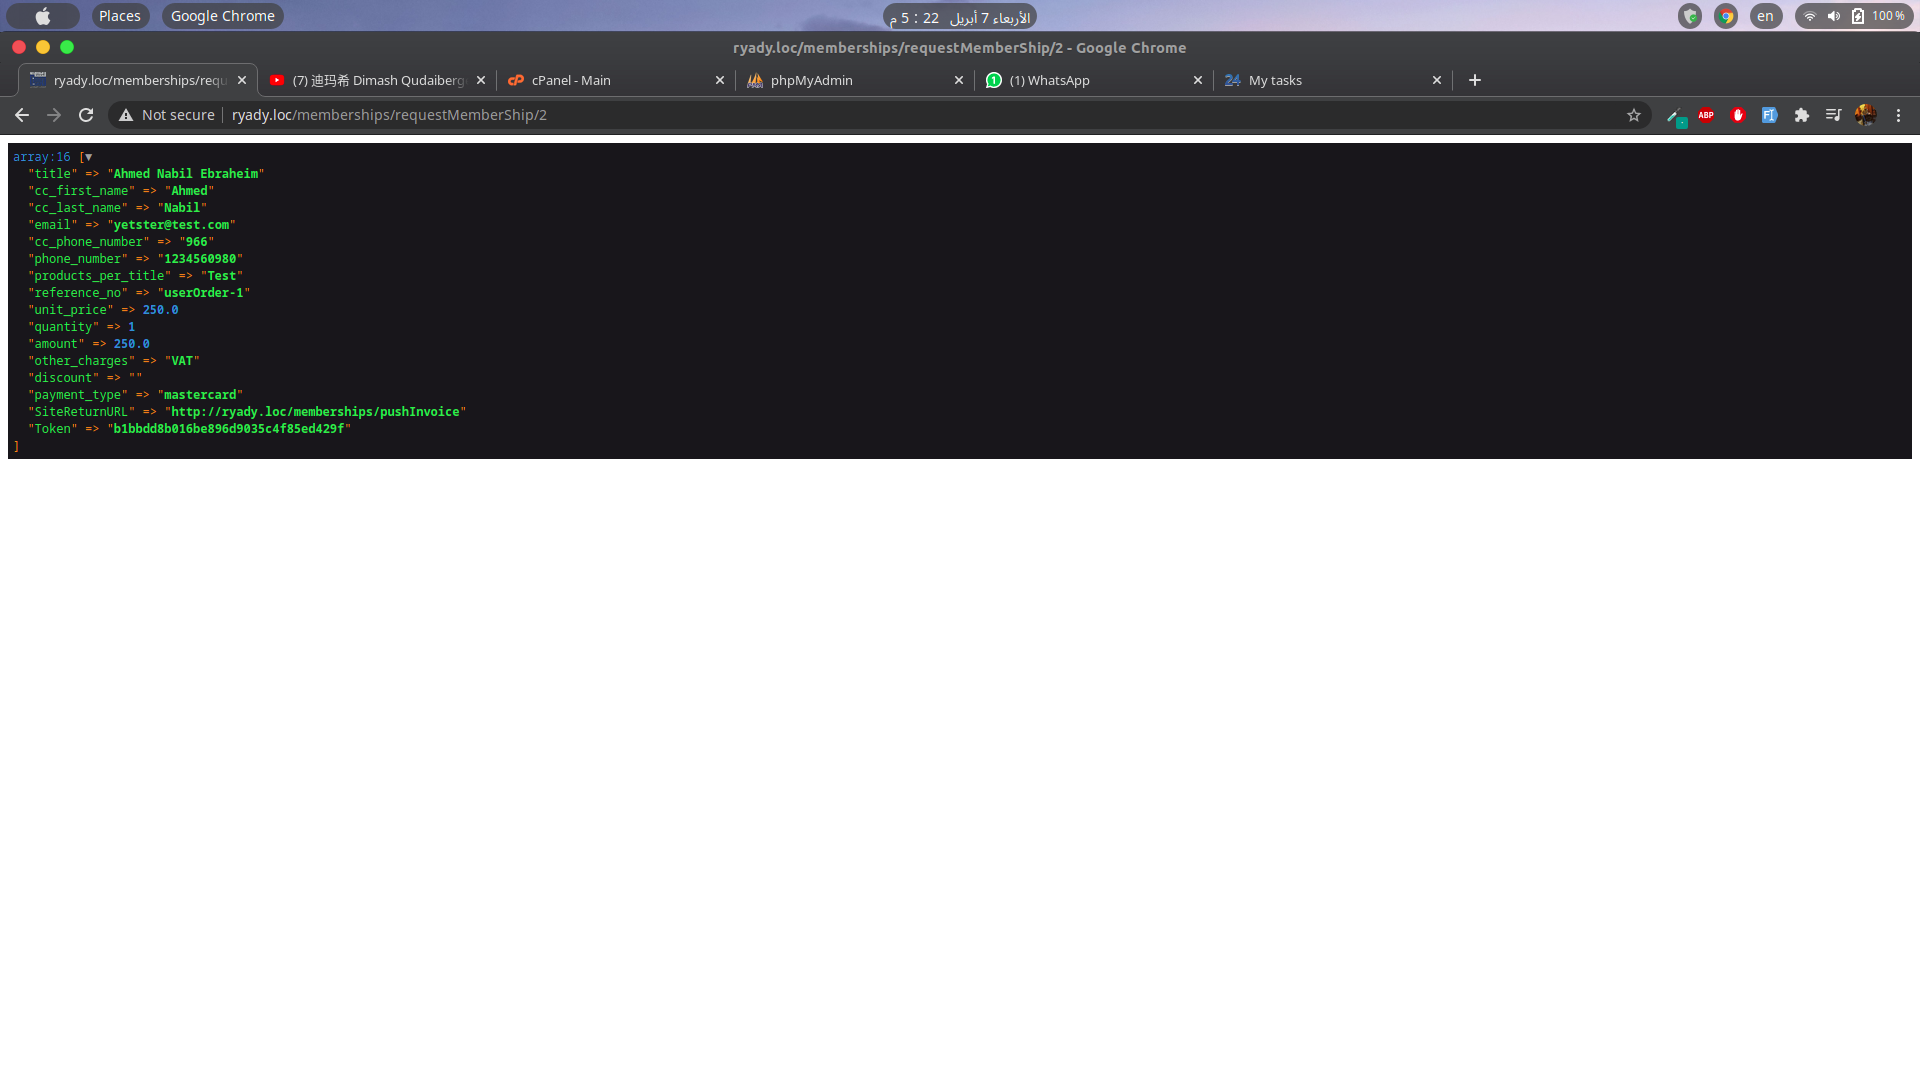 Places
Google Chrome
الأربعاء 7 أبريل 22 : 5 م
en
100 %
ryady.loc/memberships/requestMemberShip/2 - Google Chrome
ryady.loc/memberships/requ
(7) 迪玛希 Dimash Qudaiberg
cPanel - Main
phpMyAdmin
(1) WhatsApp
24 My tasks
Not secure
ryady.loc/memberships/requestMemberShip/2
ABP
array:16 [▼
"title" => "Ahmed Nabil Ebraheim"
"cc_first_name" => "Ahmed"
"cc_last_name" => "Nabil"
"email" => "yetster@test.com"
"cc_phone_number" => "966"
"phone_number" => "1234560980"
"products_per_title" => "Test"
"reference_no" => "userOrder-1"
"unit_price" => 250.0
"quantity" => 1
"amount" => 250.0
"other_charges" => "VAT"
"discount" => ""
"payment_type" => "mastercard"
"SiteReturnURL" => "http://ryady.loc/memberships/pushInvoice"
"Token" => "b1bbdd8b016be896d9035c4f85ed429f"
]